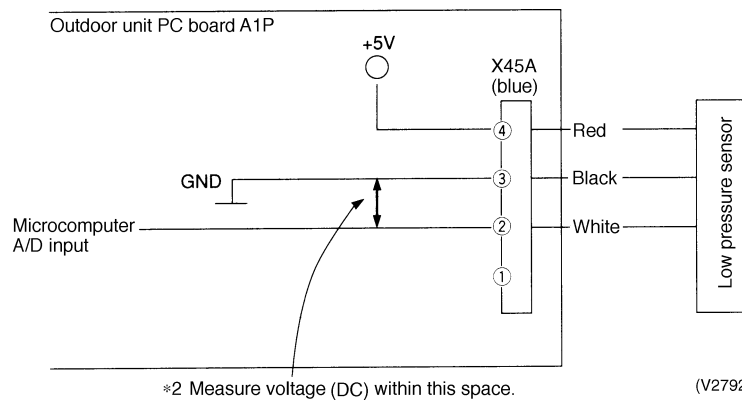 Outdoor unit PC board A1P
+5V
X45A
(blue)
④ Red
GND ③ Black
Microcomputer
A/D input
② White
①
Low pressure sensor
*2 Measure voltage (DC) within this space.
(V2792